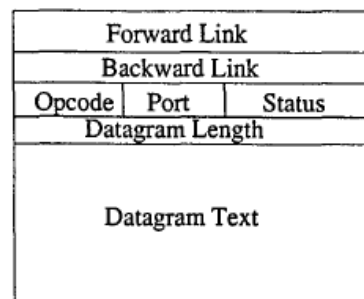 Forward Link
Backward Link
Opcode Port Status
Datagram Length
Datagram Text